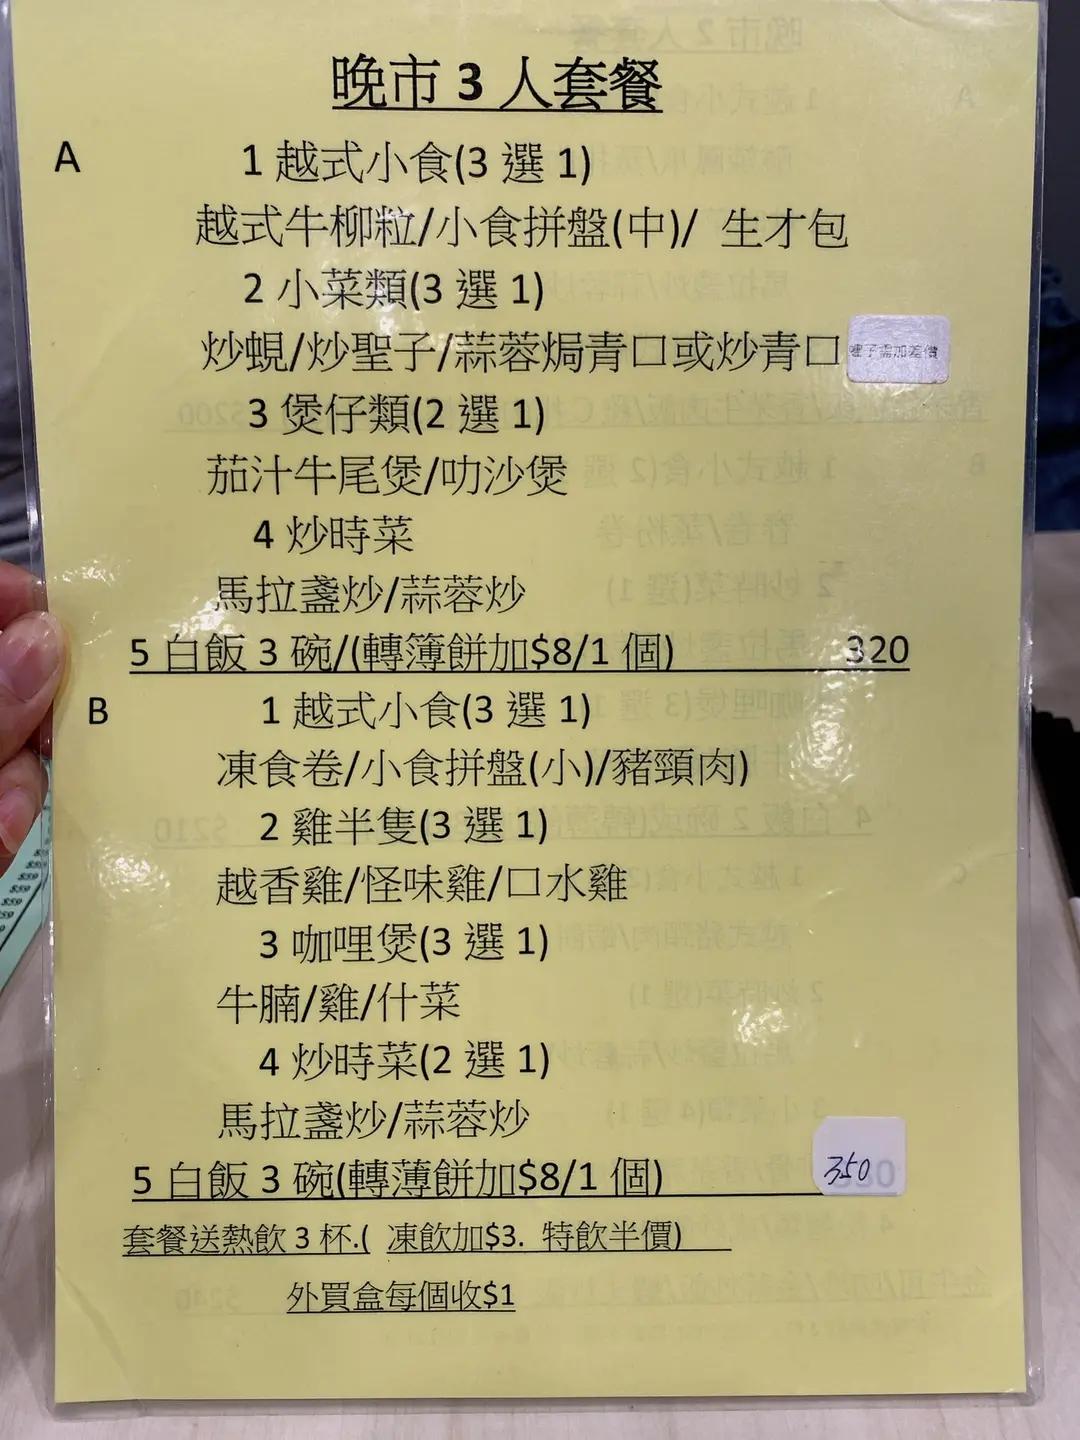 晚市 3 人套餐
A 1 越式小食(3 選 1)
越式牛柳粒/小食拼盤(中)/ 生才包
2 小菜類(3 選 1)
炒蜆/炒聖子/蒜蓉焗青口或炒青口 子需加差價
3 煲仔類(2 選 1)
茄汁牛尾煲/叻沙煲
4 炒時菜
馬拉盞炒/蒜蓉炒
5 白飯 3 碗/(轉簿餅加$8/1 個) 320
B 1 越式小食(3 選 1)
凍食卷/小食拼盤(小)/豬頸肉)
2 雞半隻(3 選 1)
越香雞/怪味雞/口水雞
3 咖哩煲(3 選 1)
牛腩/雞/什菜
4 炒時菜(2 選 1)
馬拉盞炒/蒜蓉炒
5 白飯 3 碗(轉薄餅加$8/1 個) 350
套餐送熱飲 3 杯.( 凍飲加$3. 特飲半價)
外買盒每個收$1
$59
$59
$59